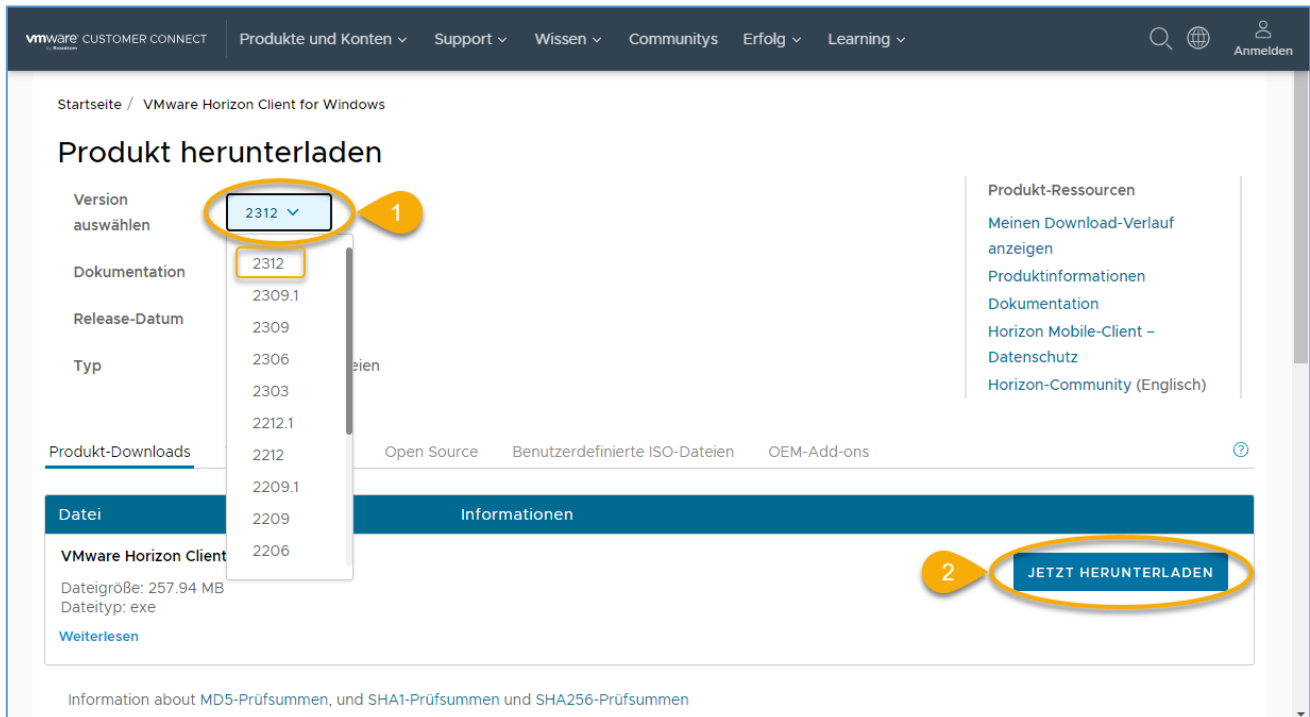 vmware CUSTOMER CONNECT Produkte und Konten Support Wissen Communitys Erfolg Learning Anmelden
by Broadcom
Startseite / VMware Horizon Client for Windows
Produkt herunterladen
Version
auswählen
2312
1
2312
2309.1
2309
2306
2303
2212.1
2212
2209.1
2209
2206
Dokumentation
Release-Datum
Typ
eien
Produkt-Ressourcen
Meinen Download-Verlauf
anzeigen
Produktinformationen
Dokumentation
Horizon Mobile-Client –
Datenschutz
Horizon-Community (Englisch)
Produkt-Downloads Open Source Benutzerdefinierte ISO-Dateien OEM-Add-ons ?
Datei Informationen
VMware Horizon Client
Dateigröße: 257.94 MB
Dateityp: exe
Weiterlesen
2
JETZT HERUNTERLADEN
Information about MD5-Prüfsummen, und SHA1-Prüfsummen und SHA256-Prüfsummen